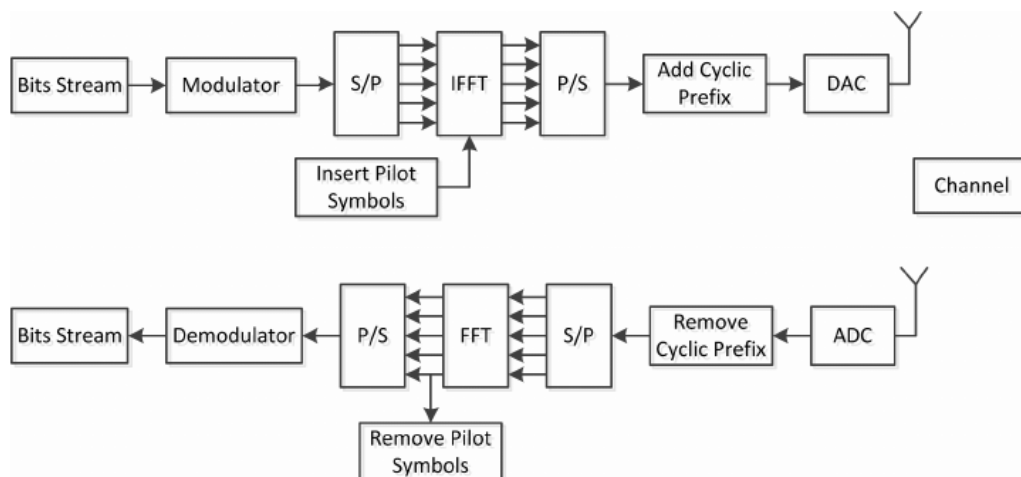 Bits Stream
Modulator
S/P
IFFT
P/S
Add Cyclic
Prefix
DAC
Insert Pilot
Symbols
Channel
Bits Stream
Demodulator
P/S
FFT
S/P
Remove
Cyclic Prefix
ADC
Remove Pilot
Symbols